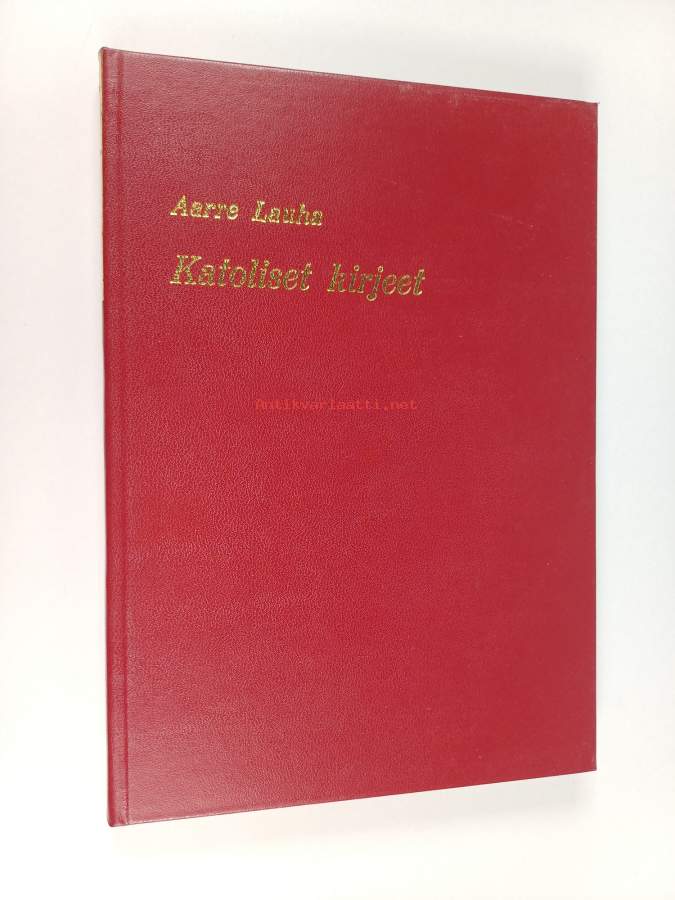 Aarre Lauha
Katoliset kirjeet
Antikvariaatti.net